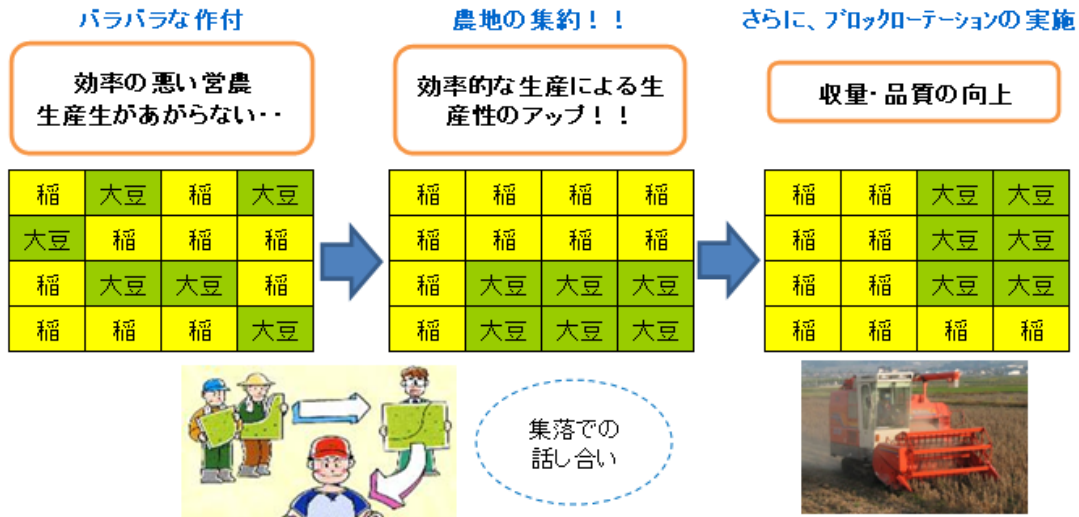 バラバラな作付
効率の悪い営農
生産生があがらない・・
稲 大豆 稲 大豆
大豆 稲 稲 稲
稲 大豆 大豆 稲
稲 稲 稲 大豆
農地の集約!!
効率的な生産による生
産性のアップ!!
稲 稲 稲 稲
稲 稲 稲 稲
稲 大豆 大豆 大豆
稲 大豆 大豆 大豆
さらに、ブロックローテーションの実施
収量・品質の向上
稲 稲 大豆 大豆
稲 稲 大豆 大豆
稲 稲 大豆 大豆
稲 稲 稲 稲
集落での
話し合い